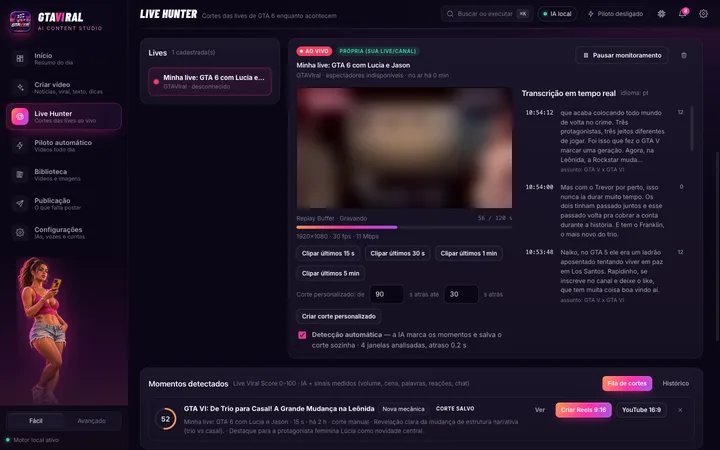 GTAVIRAL
AI CONTENT STUDIO
LIVE HUNTER
Cortes das lives de GTA 6 enquanto acontecem
Buscar ou executar
⌘K
IA local
Piloto desligado
Início
Resumo do dia
Criar vídeo
Notícias, viral, texto, dicas
Live Hunter
Cortes das lives ao vivo
Piloto automático
Vídeos todo dia
Biblioteca
Vídeos e imagens
Publicação
O que falta postar
Configurações
IAs, vozes e contas
Fácil
Avançado
Motor local ativo
Lives 1 cadastrada(s)
Minha live: GTA 6 com Lucia e...
GTAViral · desconhecido
AO VIVO
PRÓPRIA (SUA LIVE/CANAL)
Minha live: GTA 6 com Lucia e Jason
GTAViral · espectadores indisponíveis · no ar há 0 min
Pausar monitoramento
Replay Buffer · Gravando
56 / 120 s
1920×1080 · 30 fps · 11 Mbps
Clipar últimos 15 s
Clipar últimos 30 s
Clipar últimos 1 min
Clipar últimos 5 min
Corte personalizado: de
90
s atrás até
30
s atrás
Criar corte personalizado
Detecção automática — a IA marca os momentos e salva o
corte sozinha · 4 janelas analisadas, atraso 0.2 s
Transcrição em tempo real idioma: pt
10:54:12
que acaba colocando todo mundo
de volta no crime. Três
protagonistas, três jeitos diferentes
de jogar. Foi isso que fez o GTA V
marcar uma geração. Agora, na
Leônida, a Rockstar muda...
assunto: GTA V x GTA VI
12
10:54:00
Mas com o Trevor por perto, isso
nunca ia durar muito tempo. Os
dois tinham passado juntos e esse
passado volta pra cobrar a conta
durante a história. E tem o Franklin,
o mais novo do trio.
0
10:53:48
Naiko, no GTA 5 ele era um ladrão
aposentado tentando viver em paz
em Los Santos. Rapidinho, se
inscreve no canal e deixe o like,
que tem muita coisa boa vindo aí.
assunto: GTA V x GTA VI
12
Momentos detectados
Live Viral Score 0-100 · IA + sinais medidos (volume, cena, palavras, reações, chat)
Fila de cortes
Histórico
52
GTA VI: De Trio para Casal! A Grande Mudança na Leônida
Nova mecânica
CORTE SALVO
Minha live: GTA 6 com Lucia e Jason · 15 s · há 2 h · corte manual · Revelação clara da mudança de estrutura narrativa
(trio vs casal). · Destaque para a protagonista feminina Lúcia como novidade central
Ver
Criar Reels 9:16
YouTube 16:9